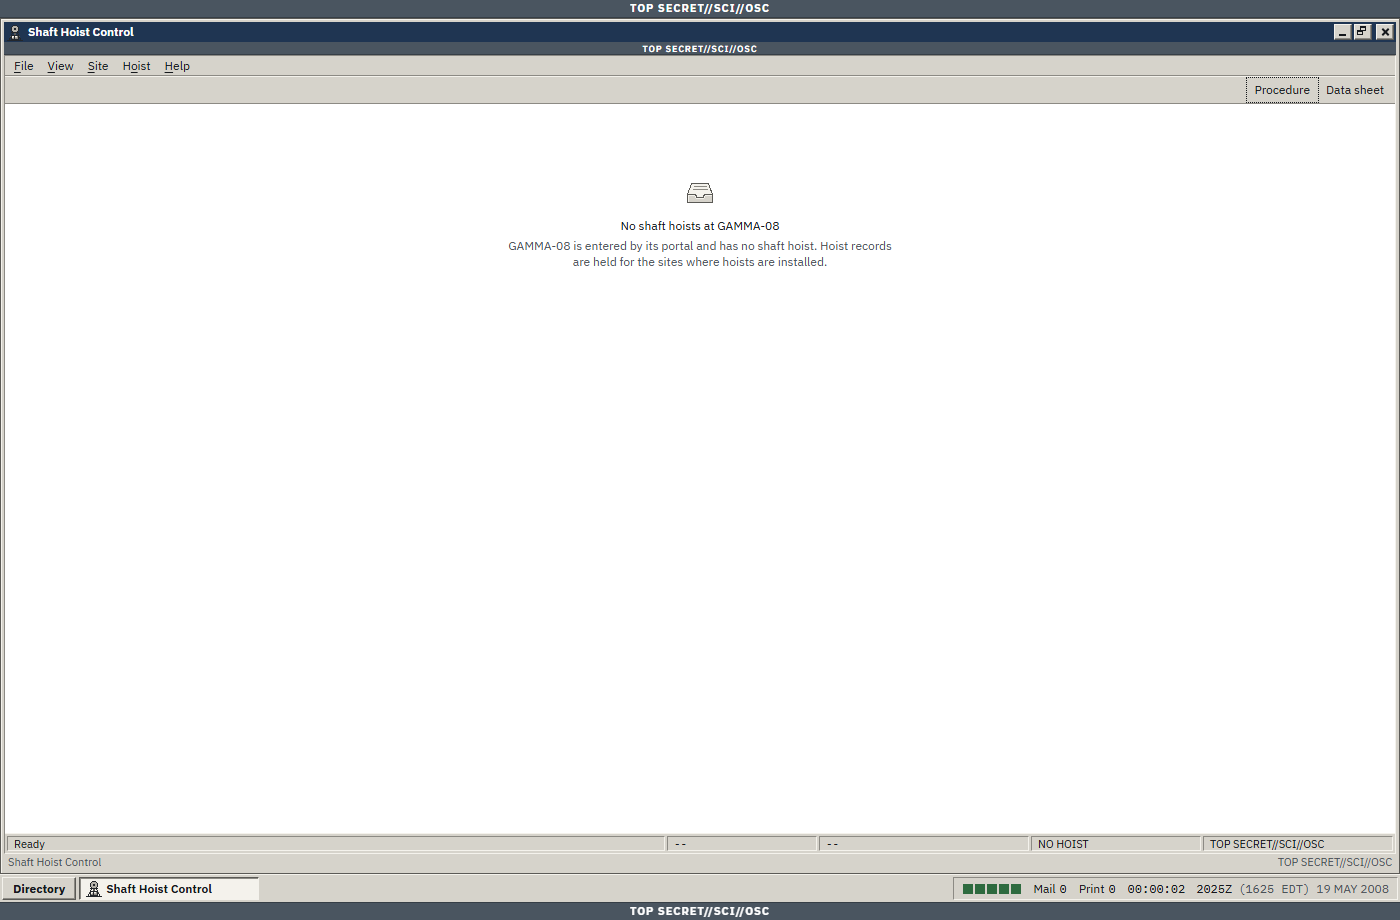 TOP SECRET//SCI//OSC
Shaft Hoist Control
TOP SECRET//SCI//OSC
File View Site Hoist Help
Procedure Data sheet
No shaft hoists at GAMMA-08
GAMMA-08 is entered by its portal and has no shaft hoist. Hoist records
are held for the sites where hoists are installed.
Ready -- -- NO HOIST TOP SECRET//SCI//OSC
Shaft Hoist Control TOP SECRET//SCI//OSC
Directory Shaft Hoist Control Mail 0 Print 0 00:00:02 2025Z (1625 EDT) 19 MAY 2008
TOP SECRET//SCI//OSC